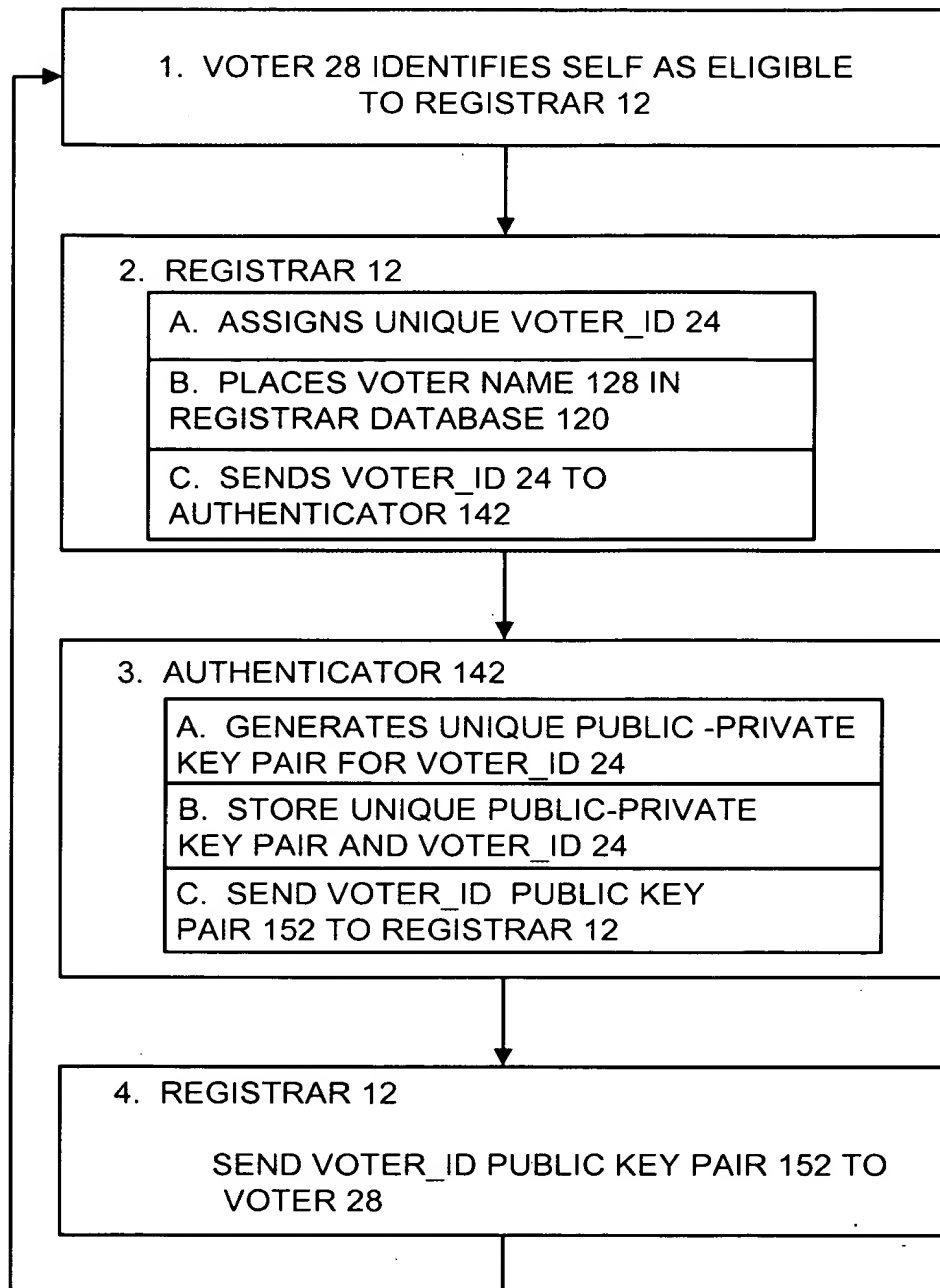 1. VOTER 28 IDENTIFIES SELF AS ELIGIBLE
TO REGISTRAR 12
2. REGISTRAR 12
A. ASSIGNS UNIQUE VOTER_ID 24
B. PLACES VOTER NAME 128 IN
REGISTRAR DATABASE 120
C. SENDS VOTER_ID 24 TO
AUTHENTICATOR 142
3. AUTHENTICATOR 142
A. GENERATES UNIQUE PUBLIC -PRIVATE
KEY PAIR FOR VOTER_ID 24
B. STORE UNIQUE PUBLIC-PRIVATE
KEY PAIR AND VOTER_ID 24
C. SEND VOTER_ID PUBLIC KEY
PAIR 152 TO REGISTRAR 12
4. REGISTRAR 12
SEND VOTER_ID PUBLIC KEY PAIR 152 TO
VOTER 28